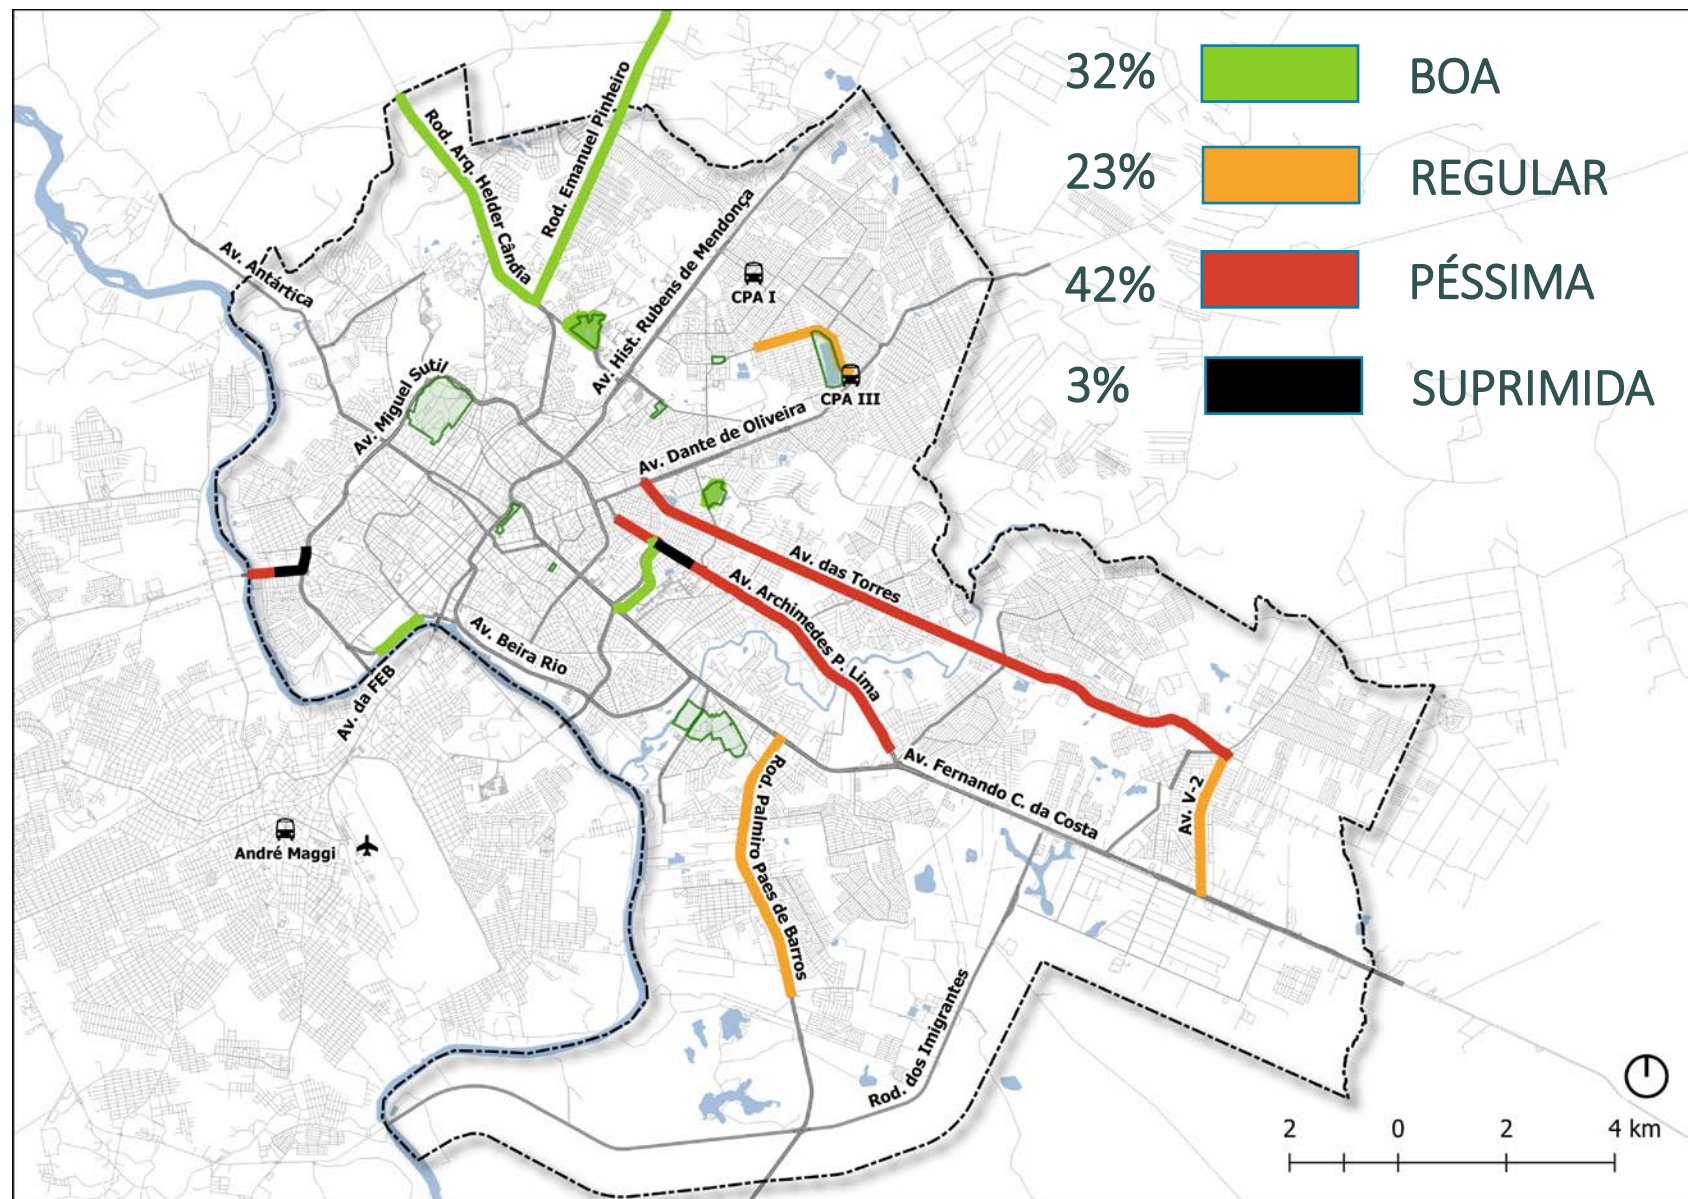 32% BOA
23% REGULAR
42% PÉSSIMA
3% SUPRIMIDA
Rod. Arq. Helder Cândia
Rod. Emanuel Pinheiro
Av. Hist. Rubens de Mendonça
Av. Antártica
CPA I
Av. Miguel Sutil
CPA III
Av. Dante de Oliveira
Av. das Torres
Av. Archimedes P. Lima
Av. Beira Rio
Av. da FEB
Av. Fernando C. da Costa
Rod. Palmiro Paes de Barros
Av. V-2
André Maggi
Rod. dos Imigrantes
2 0 2 4 km